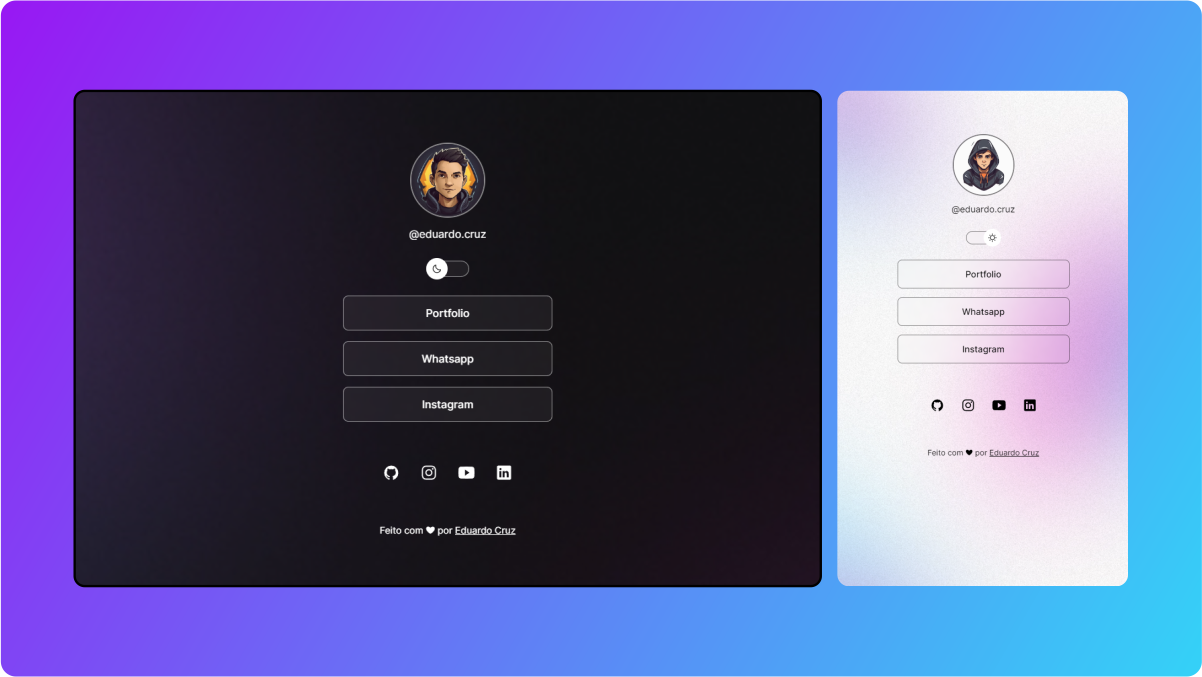 @eduardo.cruz
Portfolio
Whatsapp
Instagram
Feito com ♥ por Eduardo Cruz
@eduardo.cruz
Portfolio
Whatsapp
Instagram
Feito com ♥ por Eduardo Cruz